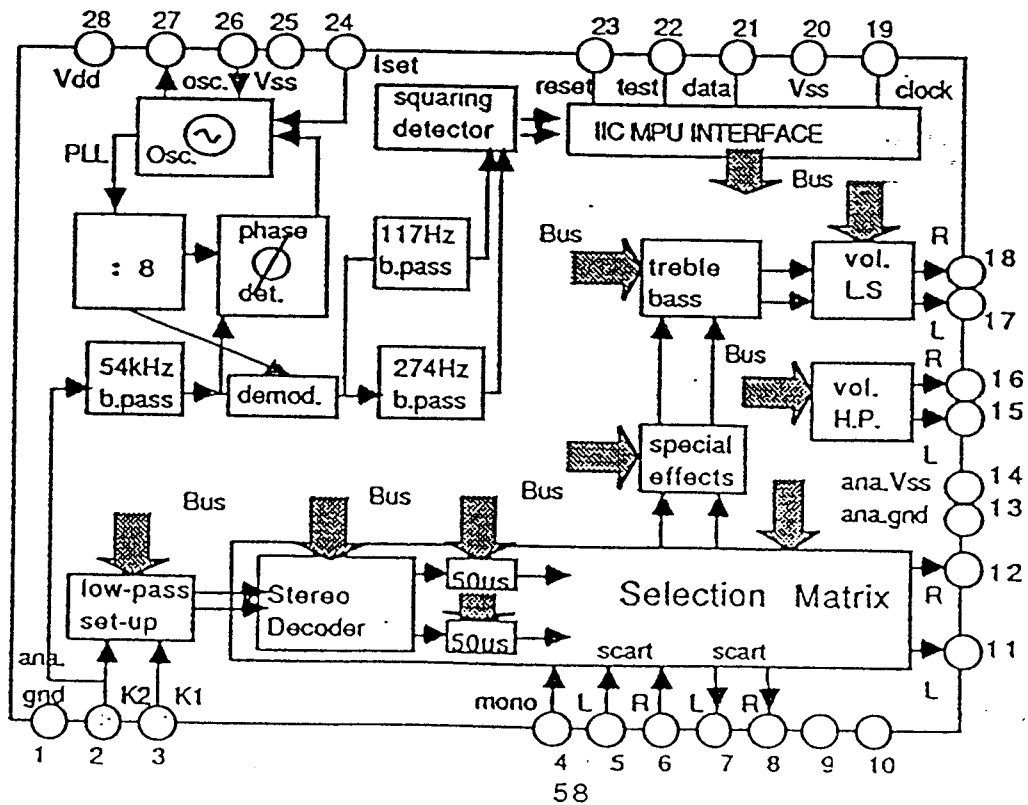 28 27 26 25 24 23 22 21 20 19
Vdd osc. Vss Iset reset test data Vss clock
squaring
detector
IIC MPU INTERFACE
PLL
Osc.
Bus
: 8
phase
det.
117Hz
b.pass
Bus
treble
bass
vol.
L.S
R
18
17
L
54kHz
b.pass
demod.
274Hz
b.pass
Bus
R
vol.
H.P.
16
15
L
special
effects
ana.Vss
14
ana.gnd
13
Bus
Bus
Bus
low-pass
set-up
Stereo
Decoder
50us
50us
Selection Matrix
12
R
11
L
ana.
gnd
K2
K1
mono
scart
L R
scart
L R
1 2 3 4 5 6 7 8 9 10
58